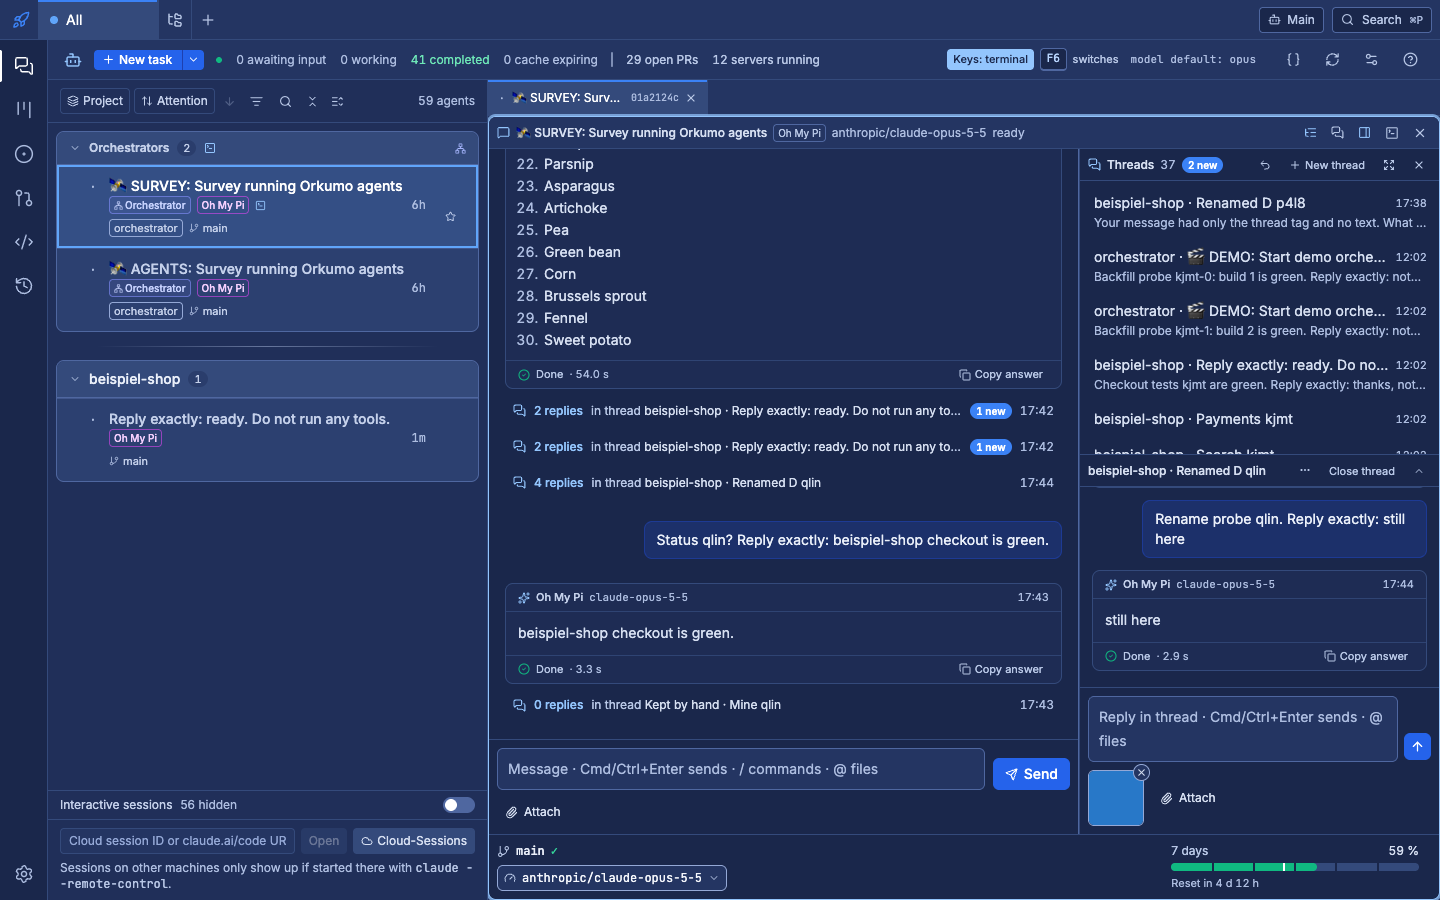 All
Main
Search ⌘P
New task
0 awaiting input
0 working
41 completed
0 cache expiring
29 open PRs
12 servers running
Keys: terminal
F6
switches
model default: opus
Project
Attention
59 agents
Orchestrators 2
SURVEY: Survey running Orkumo agents
Orchestrator
Oh My Pi
6h
orchestrator
main
AGENTS: Survey running Orkumo agents
Orchestrator
Oh My Pi
6h
orchestrator
main
beispiel-shop 1
Reply exactly: ready. Do not run any tools.
Oh My Pi
1m
main
Interactive sessions 56 hidden
Cloud session ID or claude.ai/code UR
Open
Cloud-Sessions
Sessions on other machines only show up if started there with claude -
-remote-control.
· SURVEY: Surv... 01a2124c
SURVEY: Survey running Orkumo agents Oh My Pi anthropic/claude-opus-5-5 ready
22. Parsnip
23. Asparagus
24. Artichoke
25. Pea
26. Green bean
27. Corn
28. Brussels sprout
29. Fennel
30. Sweet potato
Done · 54.0 s
Copy answer
2 replies in thread beispiel-shop · Reply exactly: ready. Do not run any to... 1 new 17:42
2 replies in thread beispiel-shop · Reply exactly: ready. Do not run any to... 1 new 17:42
4 replies in thread beispiel-shop · Renamed D qlin 17:44
Status qlin? Reply exactly: beispiel-shop checkout is green.
Oh My Pi claude-opus-5-5 17:43
beispiel-shop checkout is green.
Done · 3.3 s
Copy answer
0 replies in thread Kept by hand · Mine qlin 17:43
Message · Cmd/Ctrl+Enter sends · / commands · @ files
Send
Attach
Threads 37 2 new
New thread
beispiel-shop · Renamed D p4l8 17:38
Your message had only the thread tag and no text. What ...
orchestrator · 🎬 DEMO: Start demo orche... 12:02
Backfill probe kjmt-0: build 1 is green. Reply exactly: not...
orchestrator · 🎬 DEMO: Start demo orche... 12:02
Backfill probe kjmt-1: build 2 is green. Reply exactly: not...
beispiel-shop · Reply exactly: ready. Do no... 12:02
Checkout tests kjmt are green. Reply exactly: thanks, not...
beispiel-shop · Payments kjmt 12:02
beispiel-shop · Search kjmt 12:02
beispiel-shop · Renamed D qlin
Close thread
Rename probe qlin. Reply exactly: still
here
Oh My Pi claude-opus-5-5 17:44
still here
Done · 2.9 s
Copy answer
Reply in thread · Cmd/Ctrl+Enter sends · @
files
Attach
main ✓
anthropic/claude-opus-5-5
7 days 59 %
Reset in 4 d 12 h